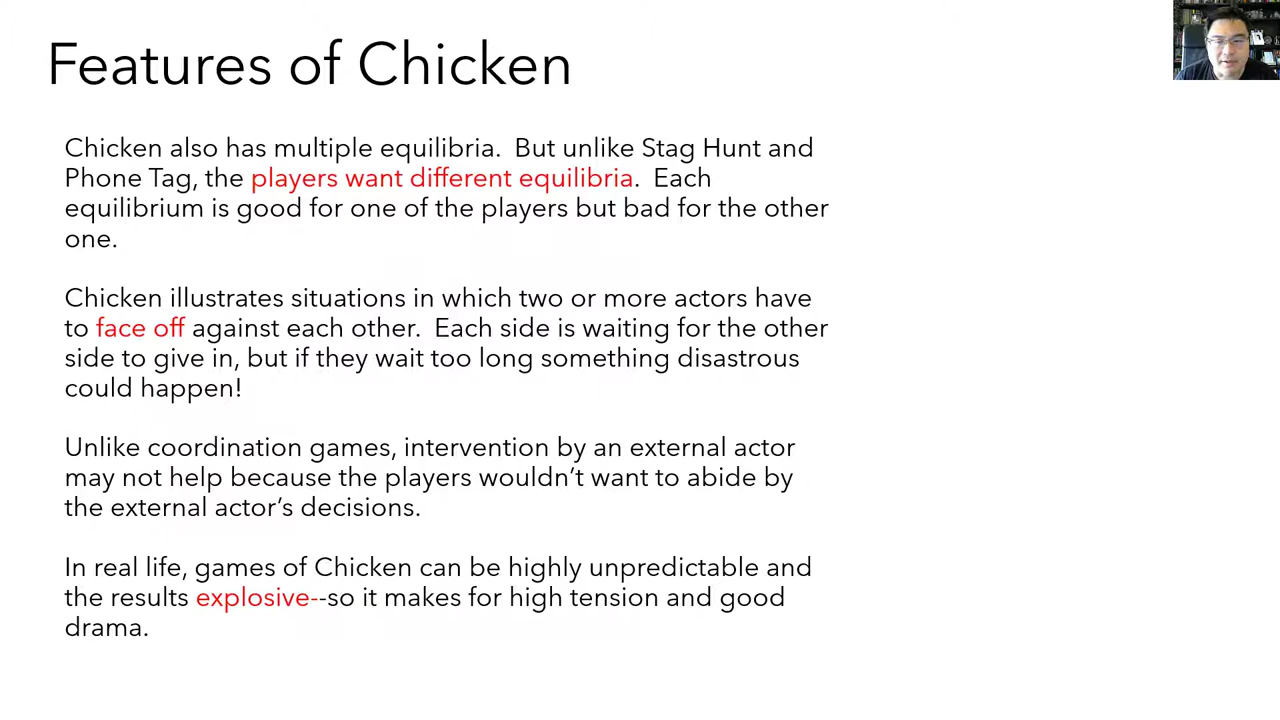 Features of Chicken
Chicken also has multiple equilibria.  But unlike Stag Hunt and
Phone Tag, the players want different equilibria.  Each
equilibrium is good for one of the players but bad for the other
one.
Chicken illustrates situations in which two or more actors have
to face off against each other.  Each side is waiting for the other
side to give in, but if they wait too long something disastrous
could happen!
Unlike coordination games, intervention by an external actor
may not help because the players wouldn’t want to abide by
the external actor’s decisions.
In real life, games of Chicken can be highly unpredictable and
the results explosive--so it makes for high tension and good
drama.